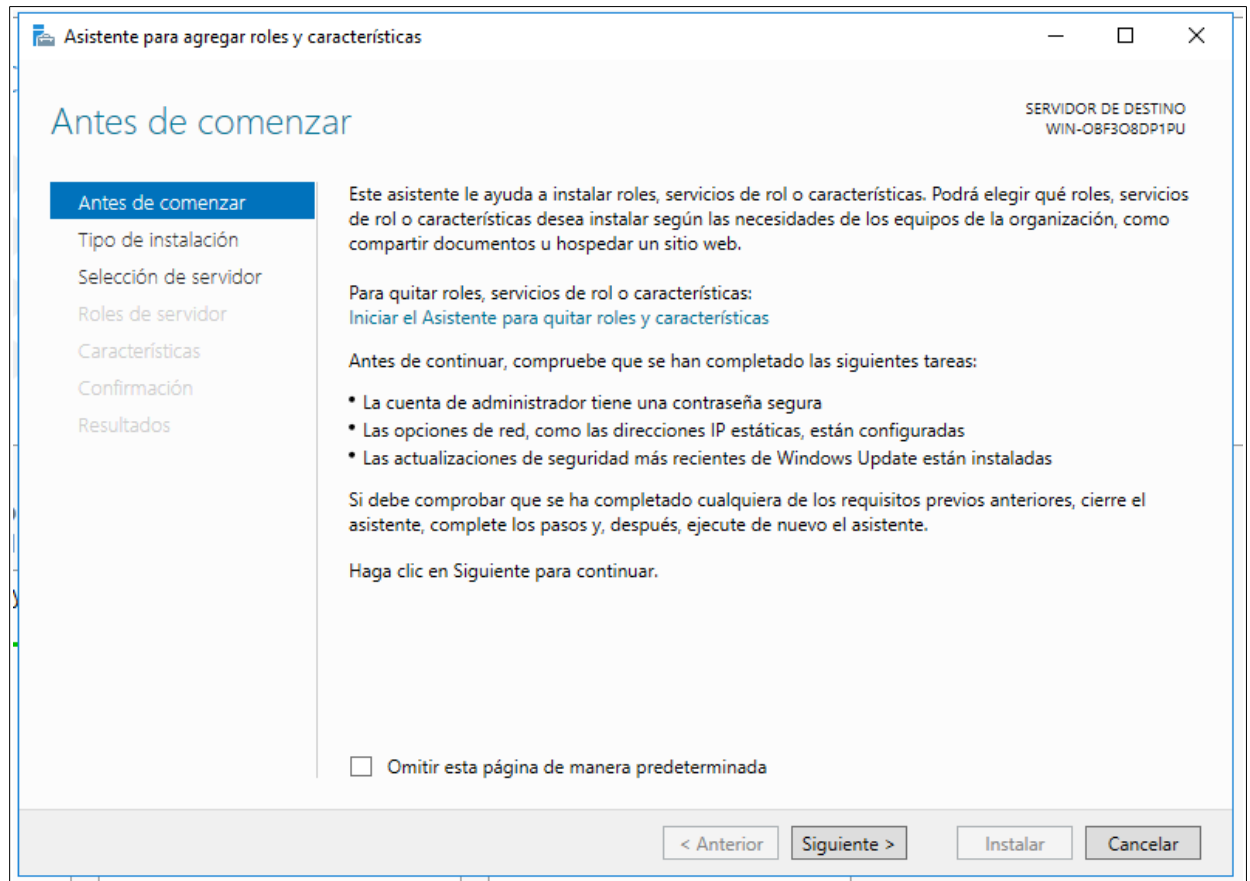 Asistente para agregar roles y características
Antes de comenzar
SERVIDOR DE DESTINO
WIN-OBF3O8DP1PU
Antes de comenzar
Tipo de instalación
Selección de servidor
Roles de servidor
Características
Confirmación
Resultados
Este asistente le ayuda a instalar roles, servicios de rol o características. Podrá elegir qué roles, servicios
de rol o características desea instalar según las necesidades de los equipos de la organización, como
compartir documentos u hospedar un sitio web.
Para quitar roles, servicios de rol o características:
Iniciar el Asistente para quitar roles y características
Antes de continuar, compruebe que se han completado las siguientes tareas:
• La cuenta de administrador tiene una contraseña segura
• Las opciones de red, como las direcciones IP estáticas, están configuradas
• Las actualizaciones de seguridad más recientes de Windows Update están instaladas
Si debe comprobar que se ha completado cualquiera de los requisitos previos anteriores, cierre el
asistente, complete los pasos y, después, ejecute de nuevo el asistente.
Haga clic en Siguiente para continuar.
Omitir esta página de manera predeterminada
< Anterior
Siguiente >
Instalar
Cancelar